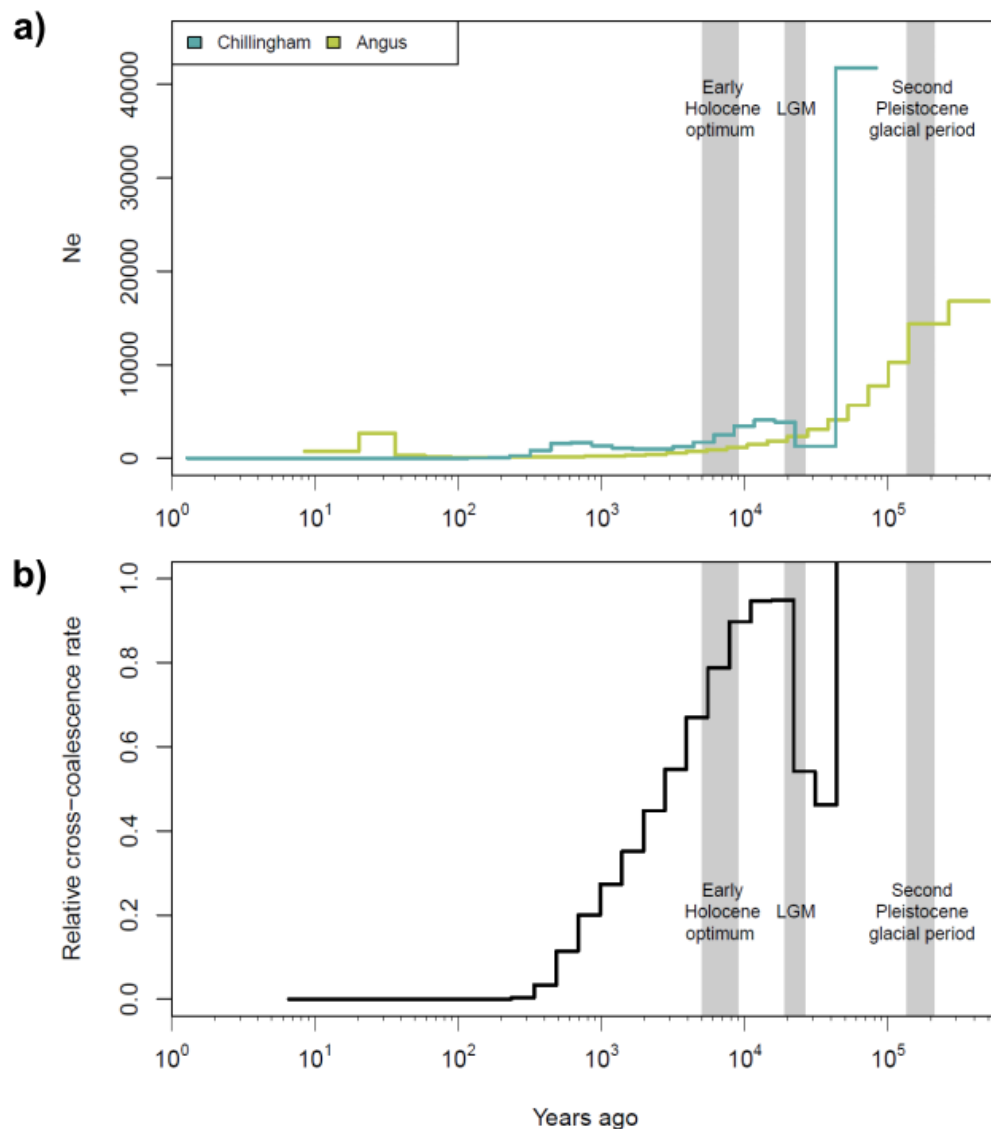 a)
Chillingham Angus
Early
Holocene
optimum
LGM
Second
Pleistocene
glacial period
Ne
40000
30000
20000
10000
0
10^0 10^1 10^2 10^3 10^4 10^5
b)
Relative cross−coalescence rate
1.0
0.8
0.6
0.4
0.2
0.0
Early
Holocene
optimum
LGM
Second
Pleistocene
glacial period
10^0 10^1 10^2 10^3 10^4 10^5
Years ago